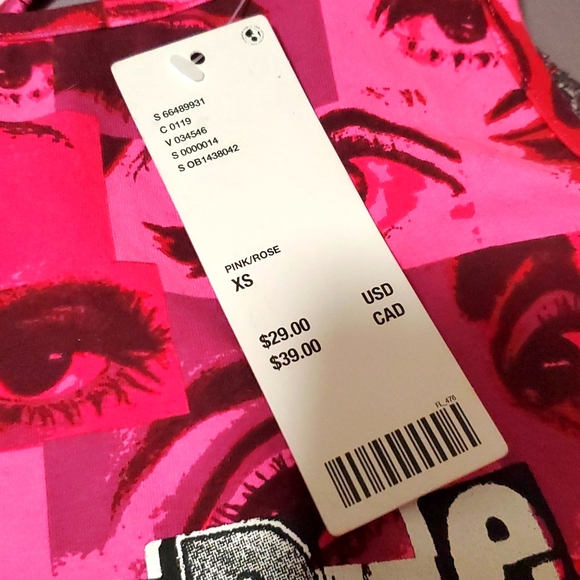 S 66489931
C 0119
V 034546
S 0000014
S OB1438042
PINK/ROSE
XS
$29.00 USD
$39.00 CAD
FL_476